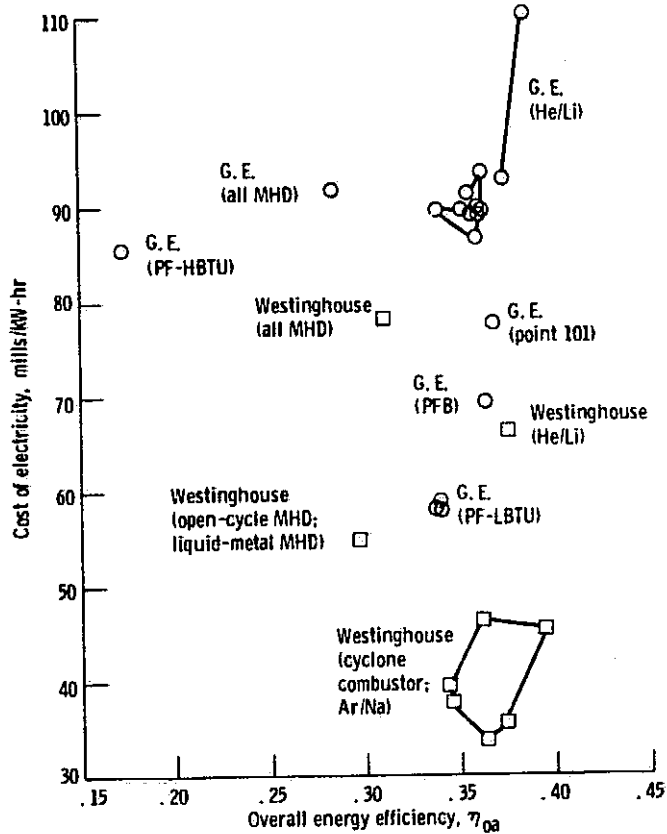 110
100
90
80
70
60
50
40
30
Cost of electricity, mills/kW-hr
G. E.
(He/Li)
G. E.
(all MHD)
G. E.
(PF-HBTU)
Westinghouse
(all MHD)
G. E.
(point 101)
G. E.
(PFB)
Westinghouse
(He/Li)
G. E.
(PF-LBTU)
Westinghouse
(open-cycle MHD;
liquid-metal MHD)
Westinghouse
(cyclone
combustor;
Ar/Na)
.15 .20 .25 .30 .35 .40 .45
Overall energy efficiency, ηoa